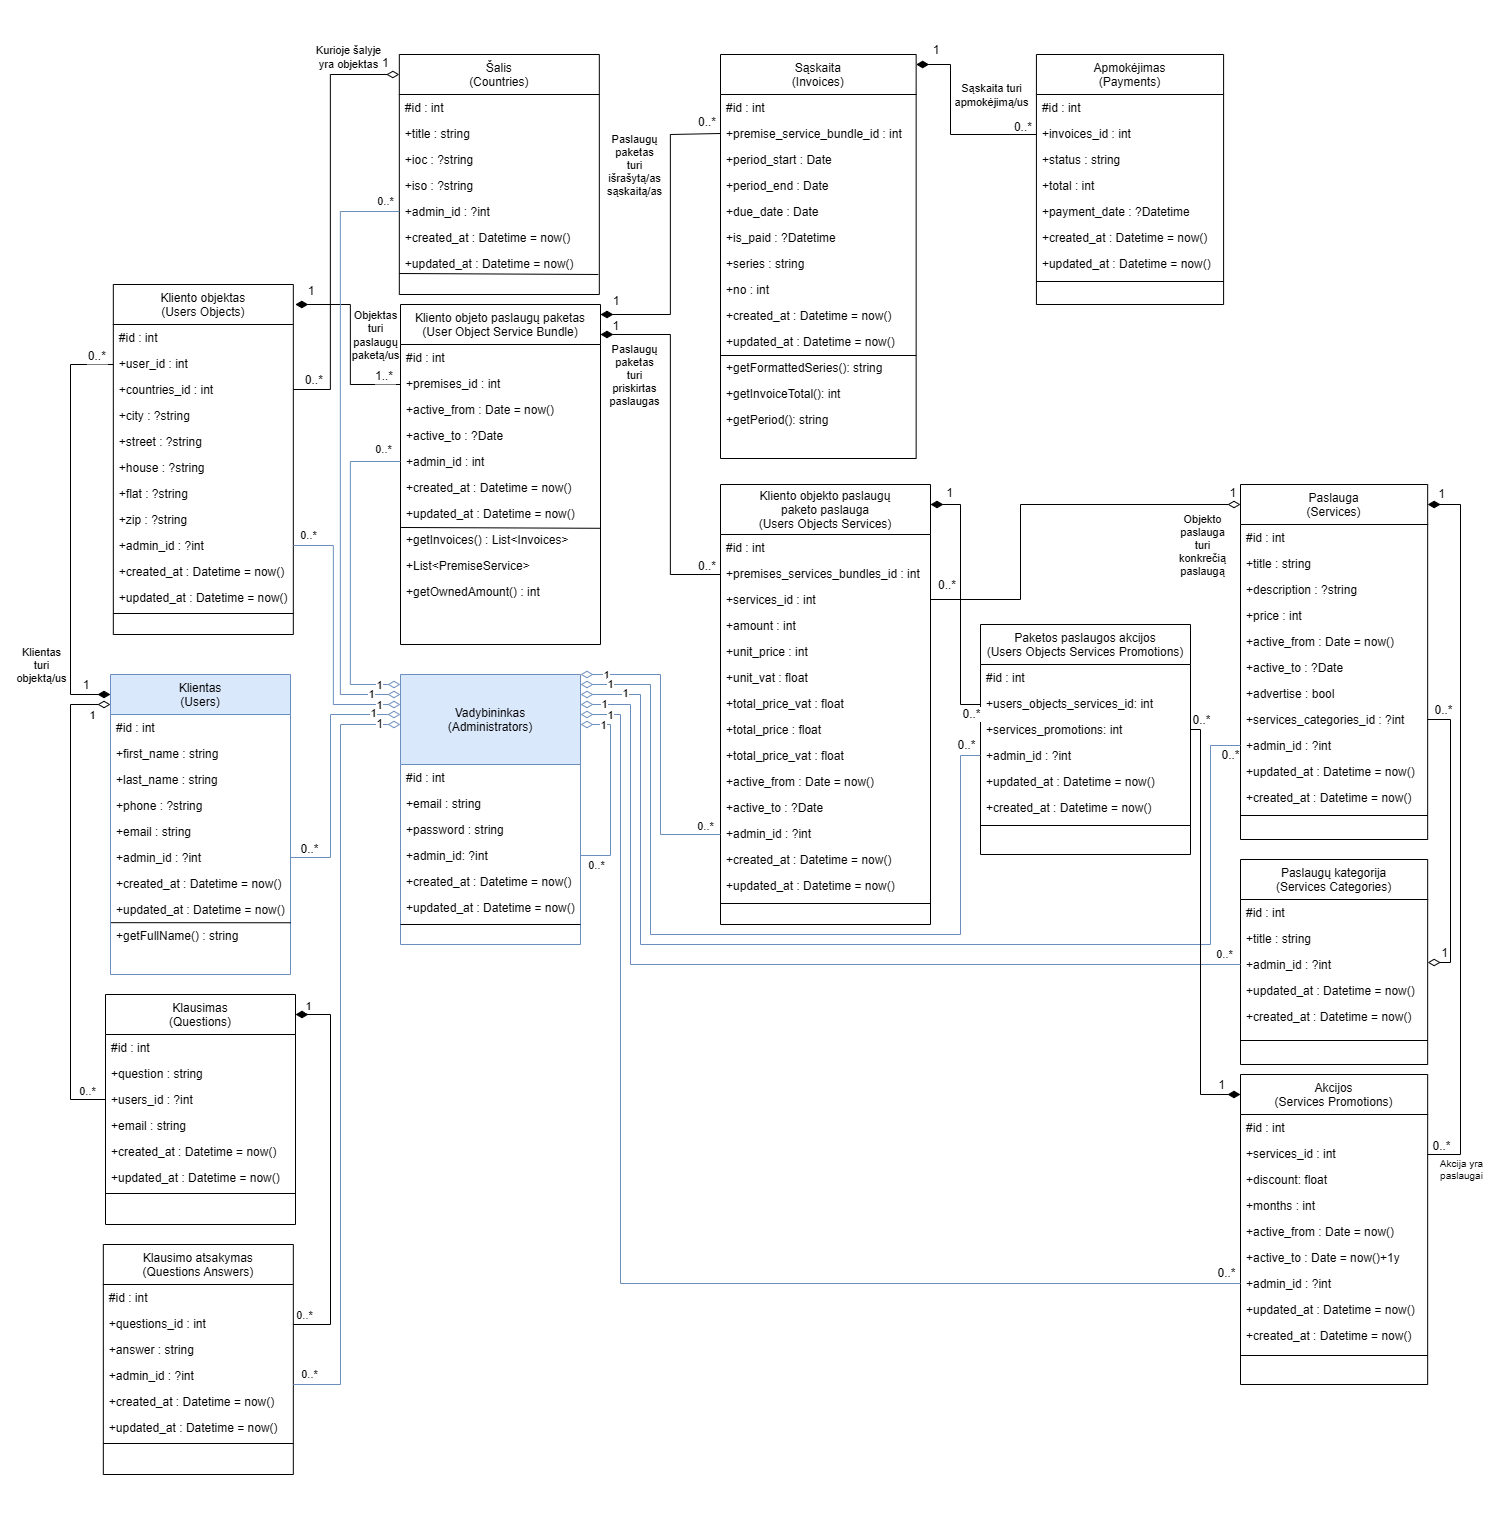 Kurioje šalyje
yra objektas
1
Šalis
(Countries)
#id : int
+title : string
+ioc : ?string
+iso : ?string
+admin_id : ?int
+created_at : Datetime = now()
+updated_at : Datetime = now()
0..*
Sąskaita
(Invoices)
#id : int
+premise_service_bundle_id : int
+period_start : Date
+period_end : Date
+due_date : Date
+is_paid : ?Datetime
+series : string
+no : int
+created_at : Datetime = now()
+updated_at : Datetime = now()
+getFormattedSeries(): string
+getInvoiceTotal(): int
+getPeriod(): string
1
Sąskaita turi
apmokėjimą/us
0..*
Apmokėjimas
(Payments)
#id : int
+invoices_id : int
+status : string
+total : int
+payment_date : ?Datetime
+created_at : Datetime = now()
+updated_at : Datetime = now()
0..*
Paslaugų
paketas
turi
išrašytą/as
sąskaitą/as
Kliento objektas
(Users Objects)
#id : int
+user_id : int
+countries_id : int
+city : ?string
+street : ?string
+house : ?string
+flat : ?string
+zip : ?string
+admin_id : ?int
+created_at : Datetime = now()
+updated_at : Datetime = now()
1
Objektas
turi
paslaugų
paketą/us
1..*
0..*
0..*
0..*
Kliento objeto paslaugų paketas
(User Object Service Bundle)
#id : int
+premises_id : int
+active_from : Date = now()
+active_to : ?Date
+admin_id : int
+created_at : Datetime = now()
+updated_at : Datetime = now()
+getInvoices() : List<Invoices>
+List<PremiseService>
+getOwnedAmount() : int
0..*
1
1
Paslaugų
paketas
turi
priskirtas
paslaugas
0..*
Kliento objekto paslaugų
paketo paslauga
(Users Objects Services)
#id : int
+premises_services_bundles_id : int
+services_id : int
+amount : int
+unit_price : int
+unit_vat : float
+total_price_vat : float
+total_price : float
+total_price_vat : float
+active_from : Date = now()
+active_to : ?Date
+admin_id : ?int
+created_at : Datetime = now()
+updated_at : Datetime = now()
0..*
1
0..*
1
Objekto
paslauga
turi
konkrečią
paslaugą
Paslauga
(Services)
#id : int
+title : string
+description : ?string
+price : int
+active_from : Date = now()
+active_to : ?Date
+advertise : bool
+services_categories_id : ?int
+admin_id : ?int
+updated_at : Datetime = now()
+created_at : Datetime = now()
1
0..*
0..*
Paketos paslaugos akcijos
(Users Objects Services Promotions)
#id : int
+users_objects_services_id: int
+services_promotions: int
+admin_id : ?int
+updated_at : Datetime = now()
+created_at : Datetime = now()
0..*
0..*
0..*
Klientas
turi
objektą/us
1
1
Klientas
(Users)
#id : int
+first_name : string
+last_name : string
+phone : ?string
+email : string
+admin_id : ?int
+created_at : Datetime = now()
+updated_at : Datetime = now()
+getFullName() : string
0..*
Vadybininkas
(Administrators)
#id : int
+email : string
+password : string
+admin_id: ?int
+created_at : Datetime = now()
+updated_at : Datetime = now()
1
1
1
1
1
1
1
1
1
1
1
0..*
Paslaugų kategorija
(Services Categories)
#id : int
+title : string
+admin_id : ?int
+updated_at : Datetime = now()
+created_at : Datetime = now()
0..*
1
Klausimas
(Questions)
#id : int
+question : string
+users_id : ?int
+email : string
+created_at : Datetime = now()
+updated_at : Datetime = now()
1
0..*
Akcijos
(Services Promotions)
#id : int
+services_id : int
+discount: float
+months : int
+active_from : Date = now()
+active_to : Date = now()+1y
+admin_id : ?int
+updated_at : Datetime = now()
+created_at : Datetime = now()
1
0..*
Akcija yra
paslaugai
0..*
Klausimo atsakymas
(Questions Answers)
#id : int
+questions_id : int
+answer : string
+admin_id : ?int
+created_at : Datetime = now()
+updated_at : Datetime = now()
0..*
0..*